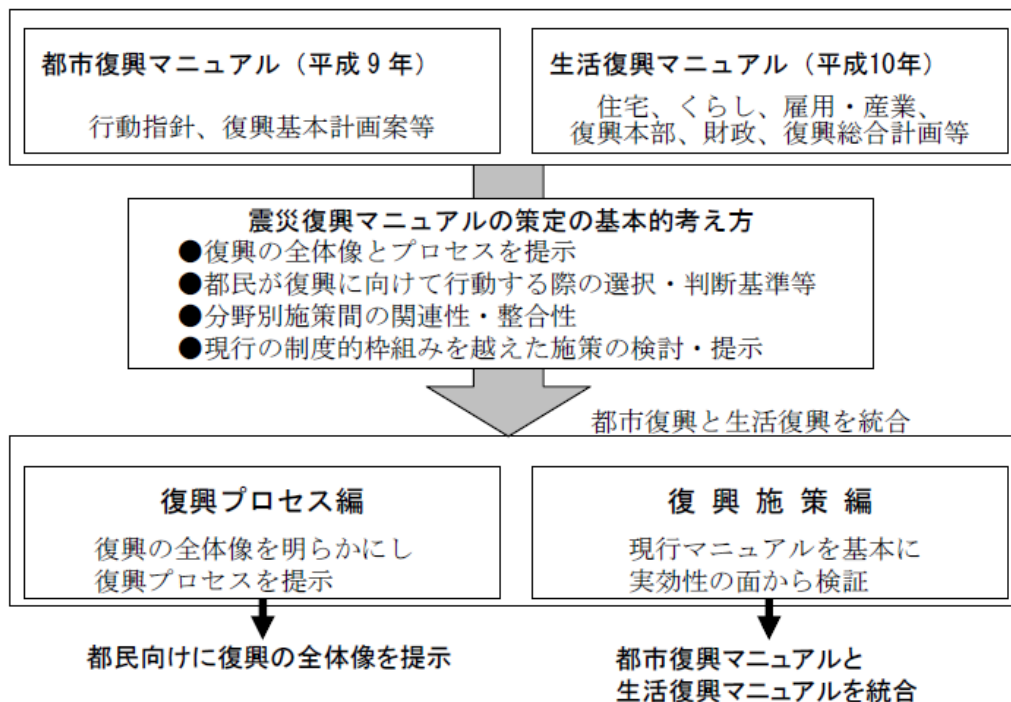 都市復興マニュアル（平成９年）
行動指針、復興基本計画案等
生活復興マニュアル（平成10年）
住宅、くらし、雇用・産業、
復興本部、財政、復興総合計画等
震災復興マニュアルの策定の基本的考え方
●復興の全体像とプロセスを提示
●都民が復興に向けて行動する際の選択・判断基準等
●分野別施策間の関連性・整合性
●現行の制度的枠組みを越えた施策の検討・提示
都市復興と生活復興を統合
復興プロセス編
復興の全体像を明らかにし
復興プロセスを提示
復 興 施 策 編
現行マニュアルを基本に
実効性の面から検証
都民向けに復興の全体像を提示
都市復興マニュアルと
生活復興マニュアルを統合